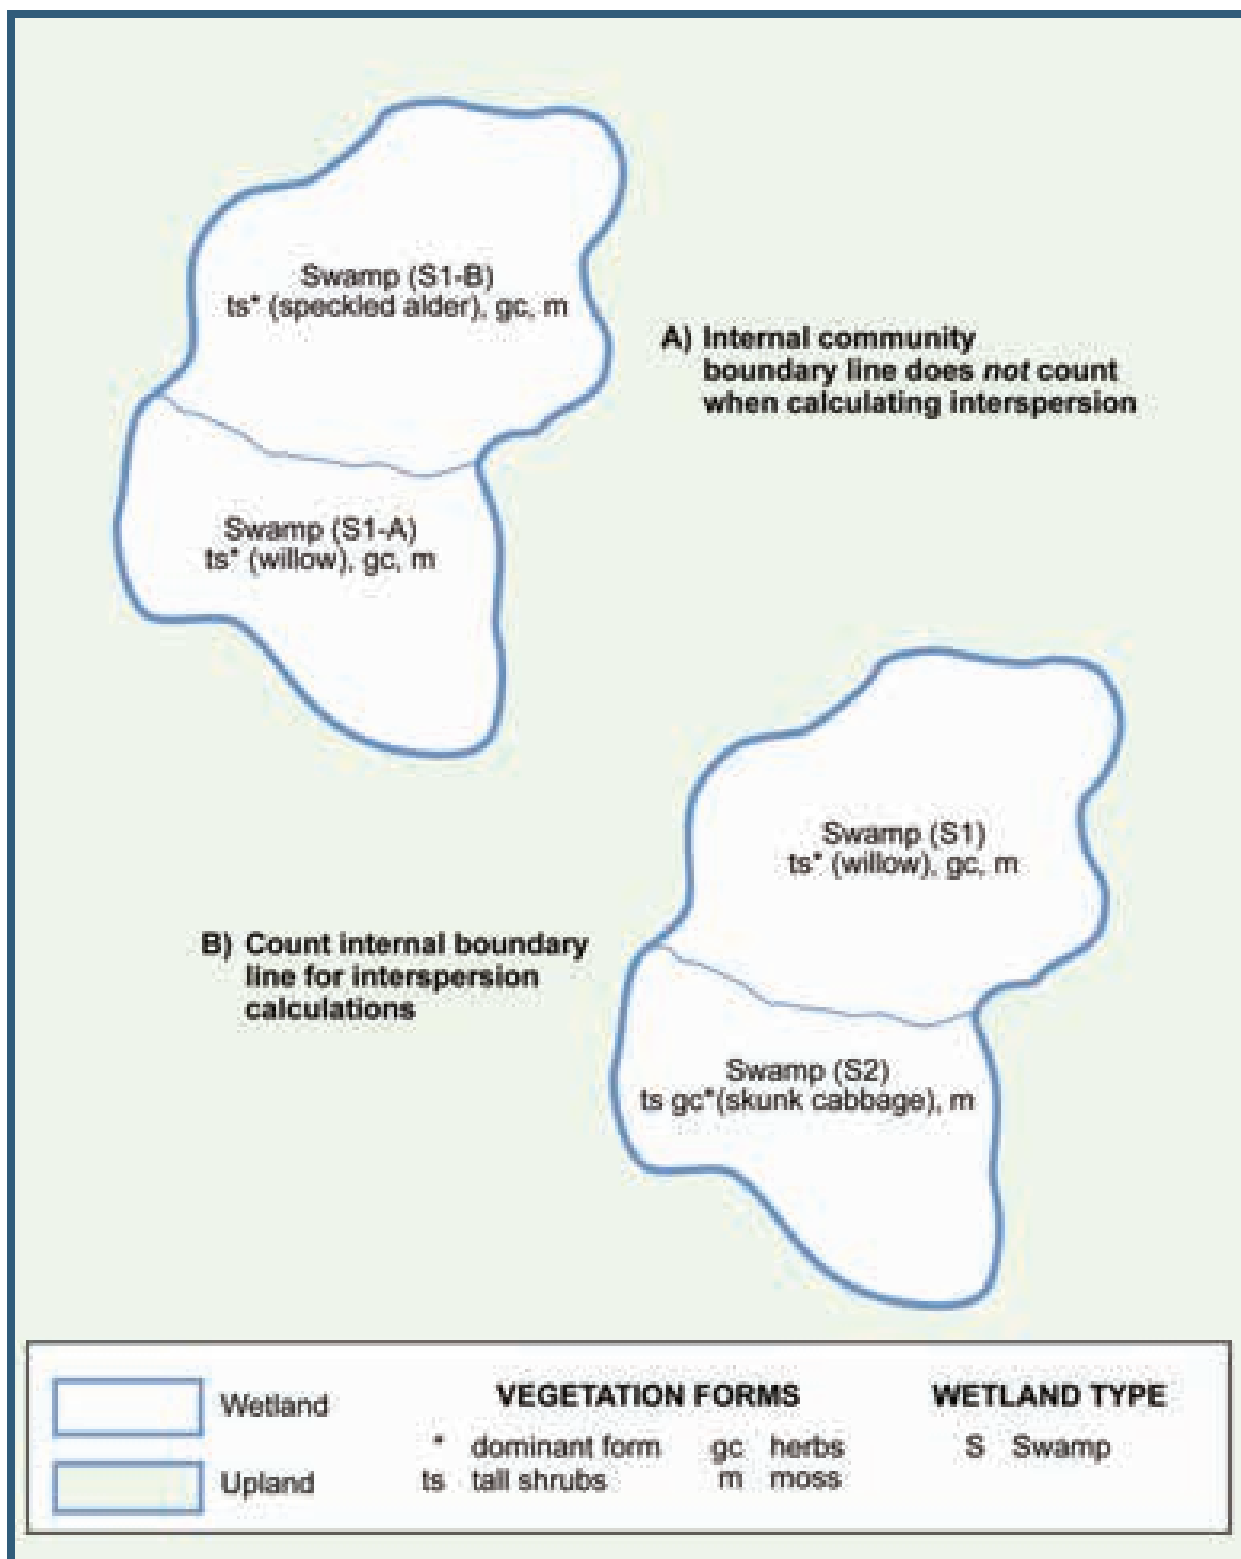 Swamp (S1-B)
ts* (speckled alder), gc, m
A) Internal community
boundary line does not count
when calculating interspersion
Swamp (S1-A)
ts* (willow), gc, m
Swamp (S1)
ts* (willow), gc, m
B) Count internal boundary
line for interspersion
calculations
Swamp (S2)
ts gc*(skunk cabbage), m
Wetland
Upland
VEGETATION FORMS
* dominant form gc herbs
ts tall shrubs m moss
WETLAND TYPE
S Swamp